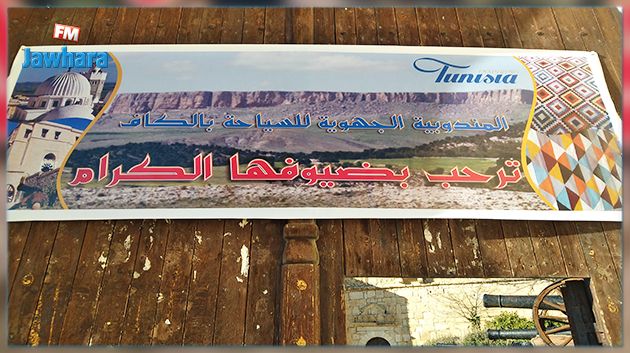 FM
Jawhara
Tunisia
المندوبية الجهوية للسياحة بالكاف
ترحب بضيوفها الكرام